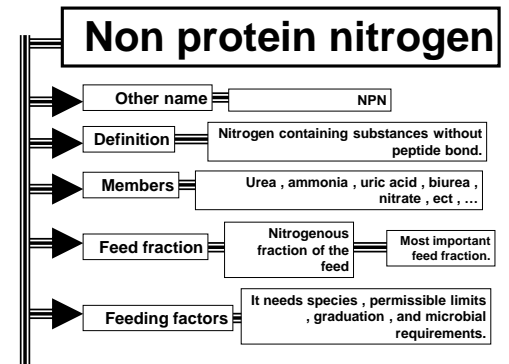 Non protein nitrogen
Other name
NPN
Definition
Nitrogen containing substances without
peptide bond.
Members
Urea , ammonia , uric acid , biurea ,
nitrate , ect , ...
Feed fraction
Nitrogenous
fraction of the
feed
Most important
feed fraction.
Feeding factors
It needs species , permissible limits
, graduation , and microbial
requirements.